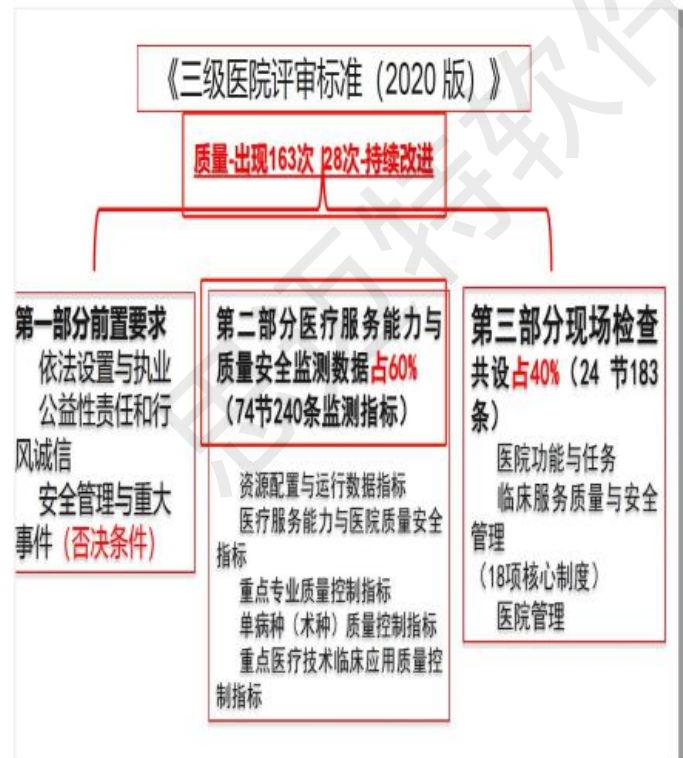 《三级医院评审标准（2020 版）》
质量-出现163次 28次-持续改进
第一部分前置要求
依法设置与执业
公益性责任和行
风诚信
安全管理与重大
事件（否决条件）
第二部分医疗服务能力与
质量安全监测数据占60%
（74节240条监测指标）
资源配置与运行数据指标
医疗服务能力与医院质量安全
指标
重点专业质量控制指标
单病种（术种）质量控制指标
重点医疗技术临床应用质量控
制指标
第三部分现场检查
共设占40%（24 节183
条）
医院功能与任务
临床服务质量与安全
管理
（18项核心制度）
医院管理
思迈特软件